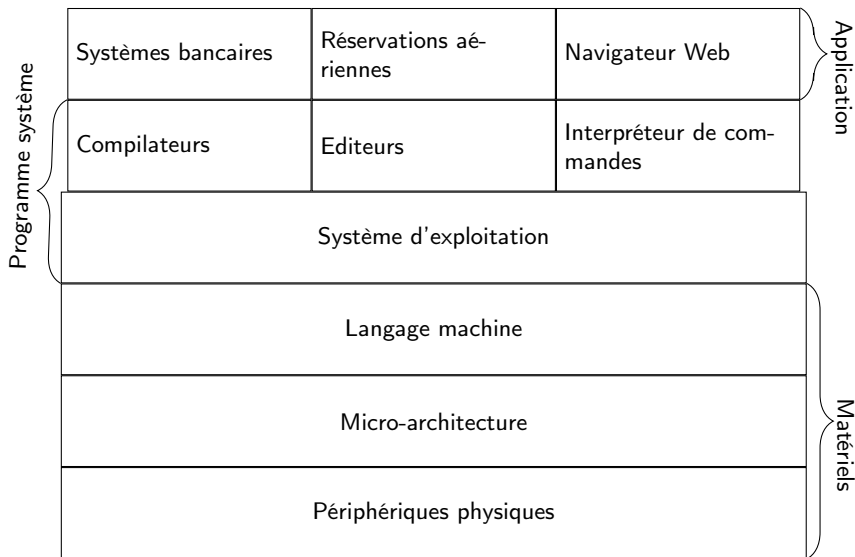 Systèmes bancaires
Réservations aé-
riennes
Navigateur Web
Application
Programme système
Compilateurs
Editeurs
Interpréteur de com-
mandes
Système d'exploitation
Langage machine
Micro-architecture
Matériels
Périphériques physiques